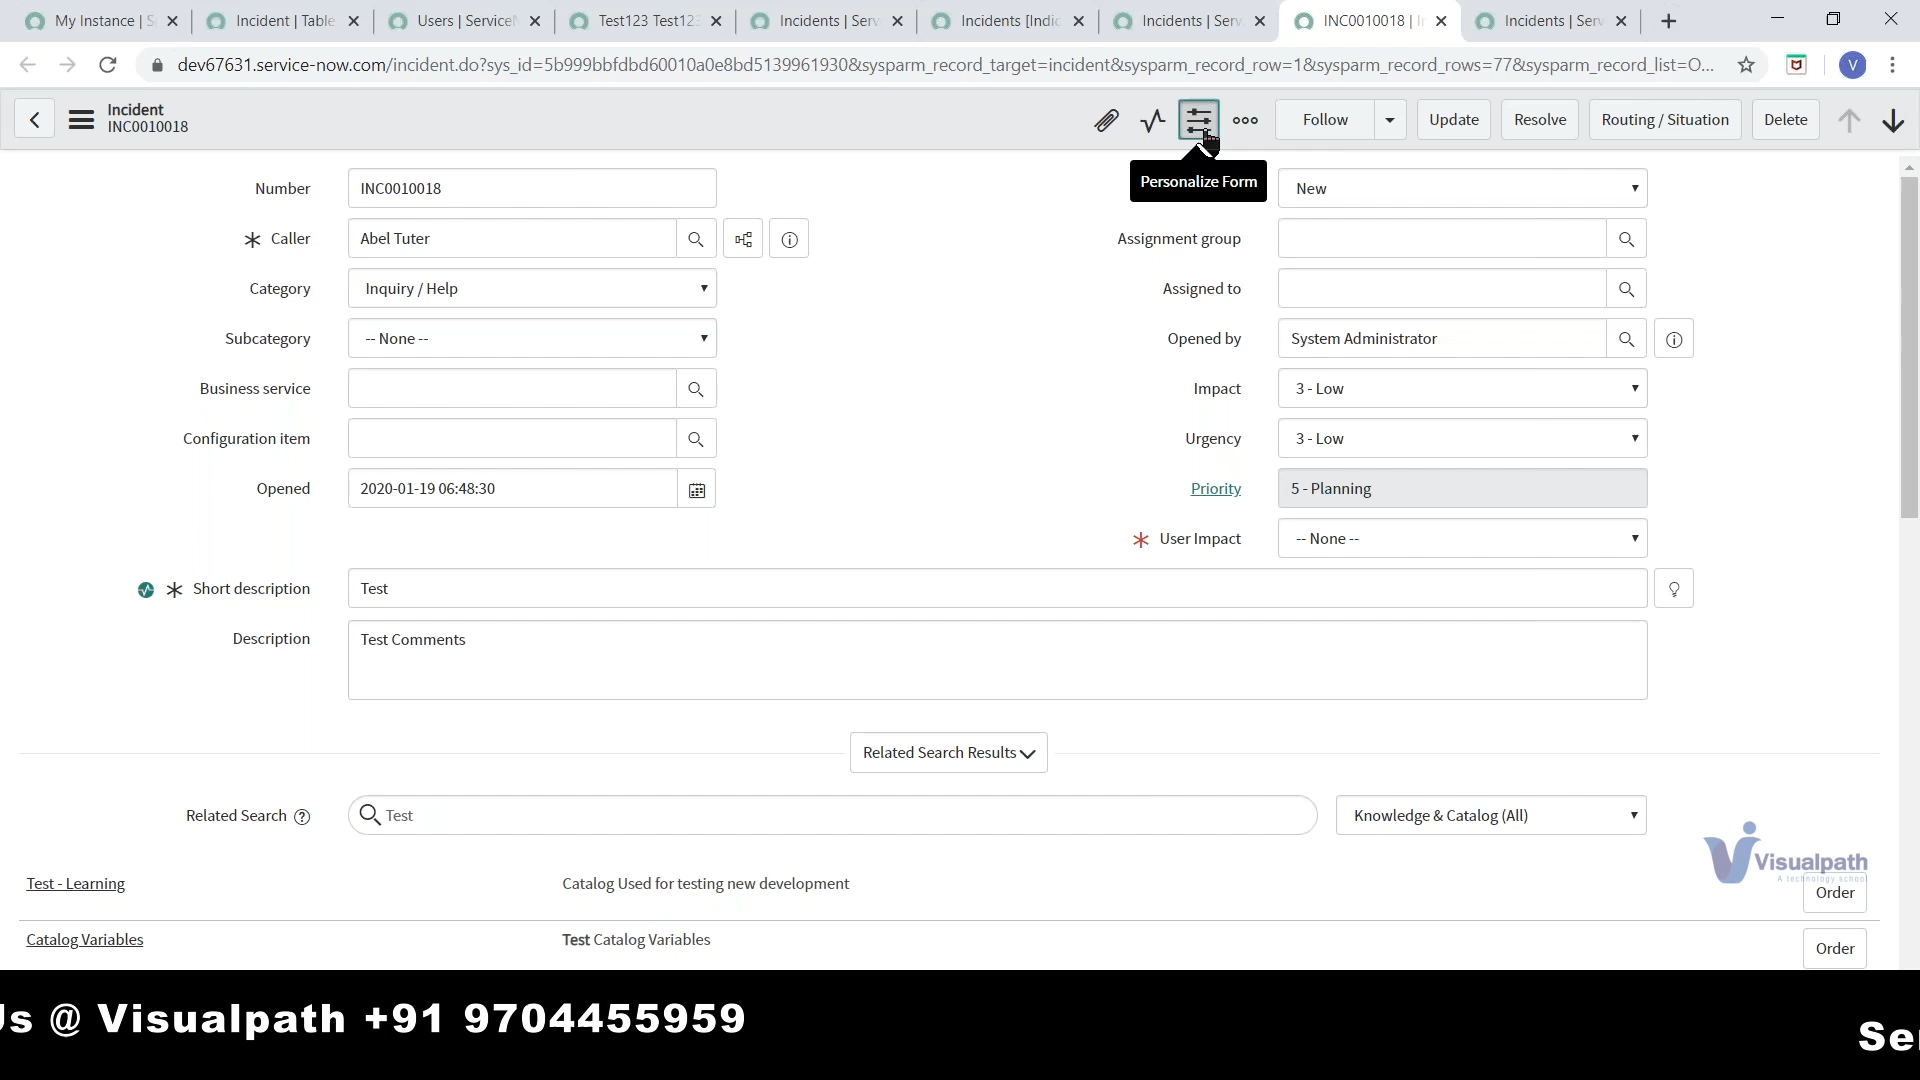 My Instance | S
Incident | Table
Users | ServiceN
Test123 Test123
Incidents | Serv
Incidents [Indic
Incidents | Serv
INC0010018 | In
Incidents | Serv
dev67631.service-now.com/incident.do?sys_id=5b999bbfdbd60010a0e8bd5139961930&sysparm_record_target=incident&sysparm_record_row=1&sysparm_record_rows=77&sysparm_record_list=O...
V
Incident
INC0010018
Follow
Update
Resolve
Routing / Situation
Delete
Personalize Form
Number
INC0010018
New
Caller
Abel Tuter
Assignment group
Category
Inquiry / Help
Assigned to
Subcategory
-- None --
Opened by
System Administrator
Business service
Impact
3 - Low
Configuration item
Urgency
3 - Low
Opened
2020-01-19 06:48:30
Priority
5 - Planning
User Impact
-- None --
Short description
Test
Description
Test Comments
Related Search Results
Related Search
Test
Knowledge & Catalog (All)
Visualpath
A technology school
Test - Learning
Catalog Used for testing new development
Order
Catalog Variables
Test Catalog Variables
Order
Us @ Visualpath +91 9704455959
Se